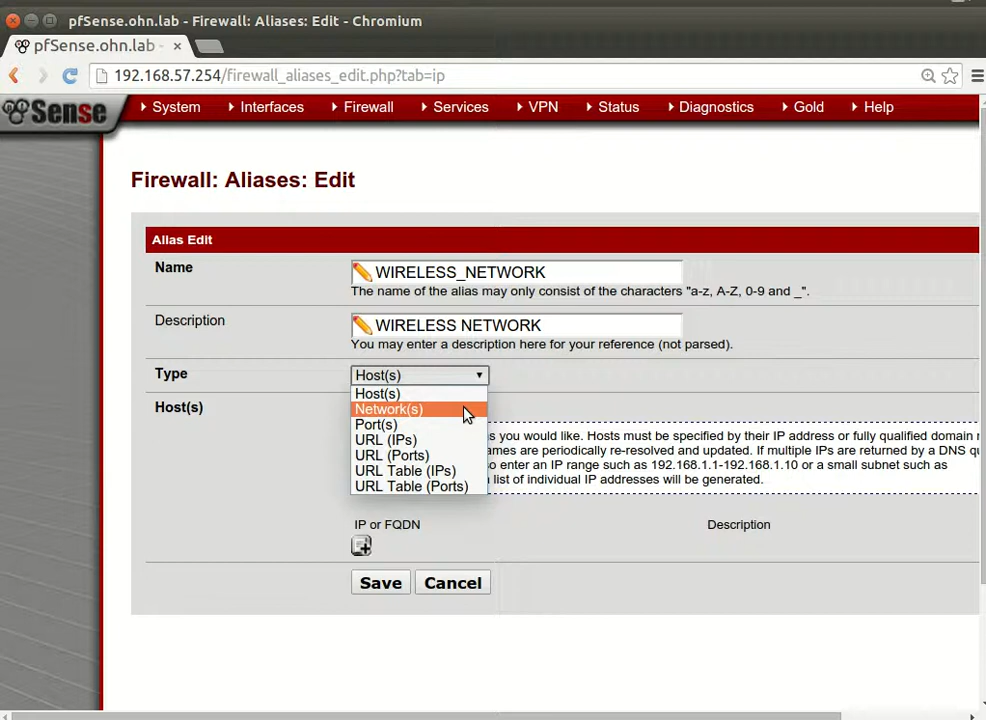 pfSense.ohn.lab - Firewall: Aliases: Edit - Chromium
pfSense.ohn.lab -
192.168.57.254/firewall_aliases_edit.php?tab=ip
Sense
System Interfaces Firewall Services VPN Status Diagnostics Gold Help
Firewall: Aliases: Edit
Alias Edit
Name
WIRELESS_NETWORK
The name of the alias may only consist of the characters "a-z, A-Z, 0-9 and _".
Description
WIRELESS NETWORK
You may enter a description here for your reference (not parsed).
Type
Host(s)
Host(s)
Network(s)
Port(s)
URL (IPs)
URL (Ports)
URL Table (IPs)
URL Table (Ports)
Host(s)
s you would like. Hosts must be specified by their IP address or fully qualified domain
mes are periodically re-resolved and updated. If multiple IPs are returned by a DNS
so enter an IP range such as 192.168.1.1-192.168.1.10 or a small subnet such as
list of individual IP addresses will be generated.
IP or FQDN Description
Save Cancel